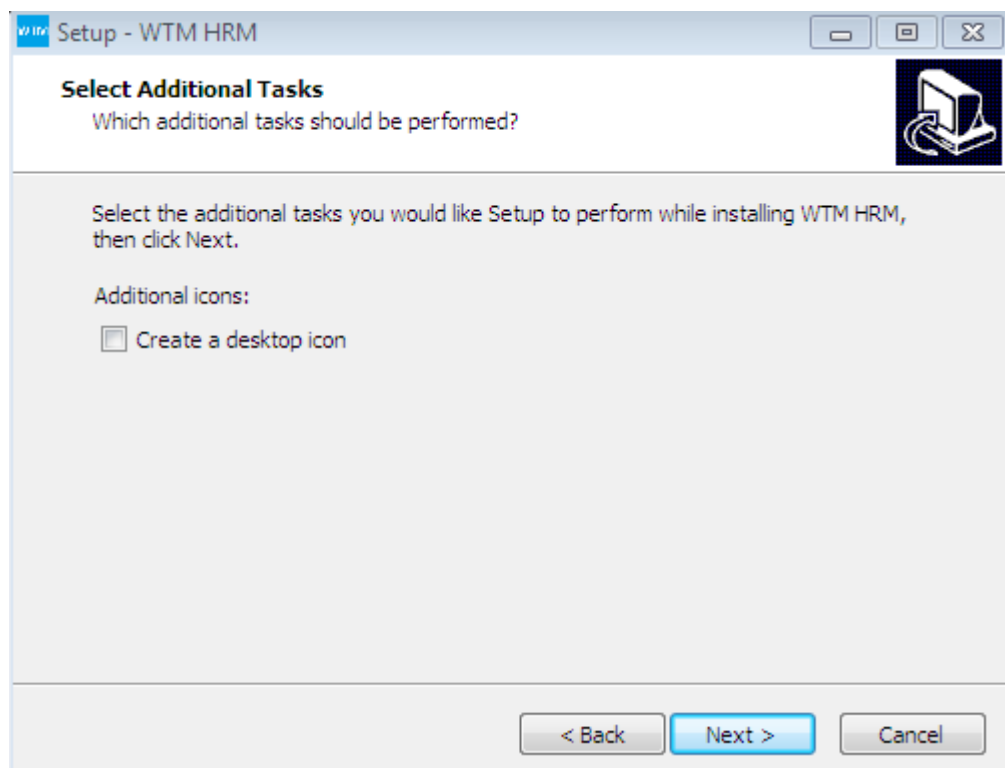 Setup - WTM HRM
Select Additional Tasks
Which additional tasks should be performed?
Select the additional tasks you would like Setup to perform while installing WTM HRM,
then click Next.
Additional icons:
Create a desktop icon
< Back
Next >
Cancel